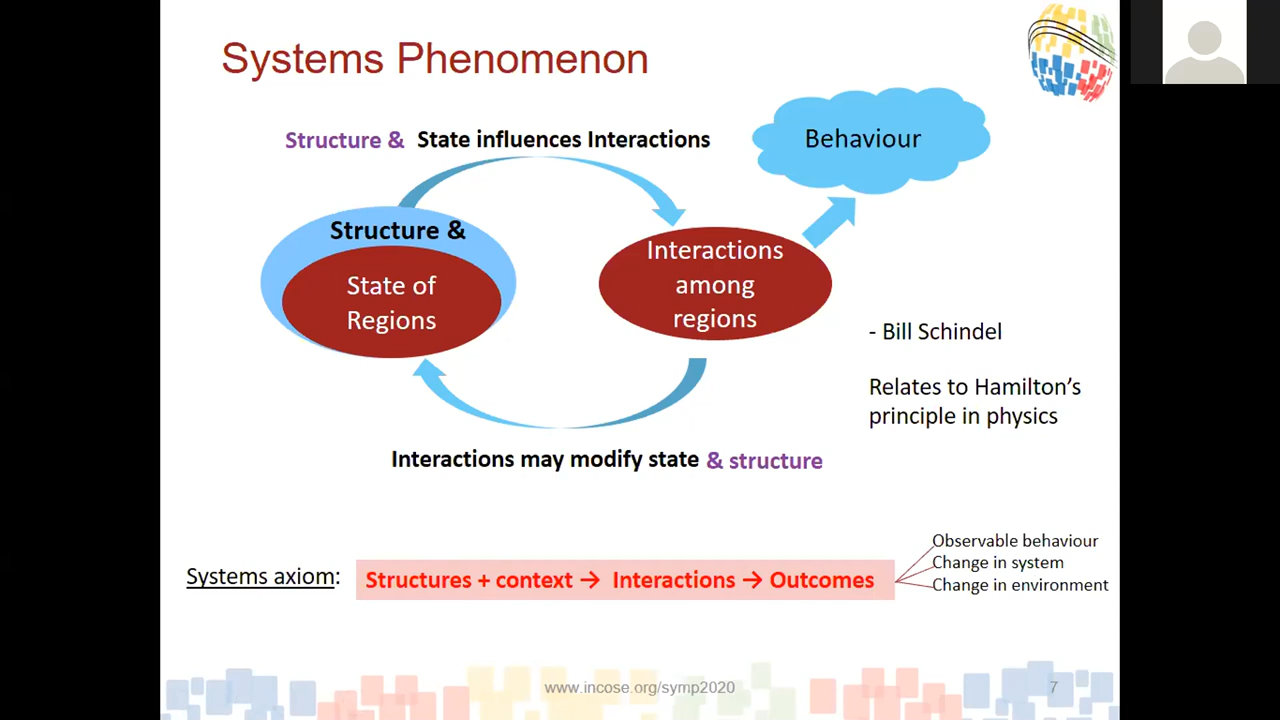 Systems Phenomenon
Structure & State influences Interactions
Behaviour
Structure &
State of
Regions
Interactions
among
regions
- Bill Schindel
Relates to Hamilton’s
principle in physics
Interactions may modify state & structure
Systems axiom:
Structures + context → Interactions → Outcomes
Observable behaviour
Change in system
Change in environment
www.incose.org/symp2020
7